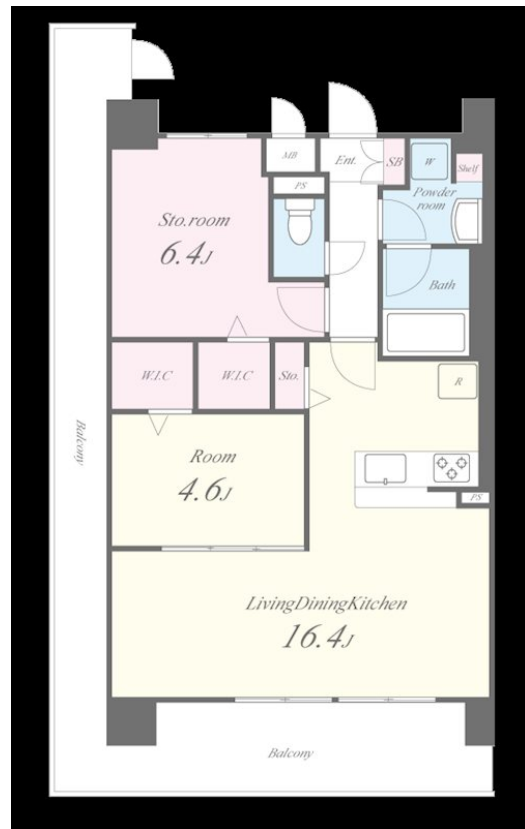 MB
Ent.
SB
W
Shelf
PS
Powder
room
Sto.room
6.4J
Bath
W.I.C
W.I.C
Sto.
R
Balcony
Room
4.6J
PS
LivingDiningKitchen
16.4J
Balcony